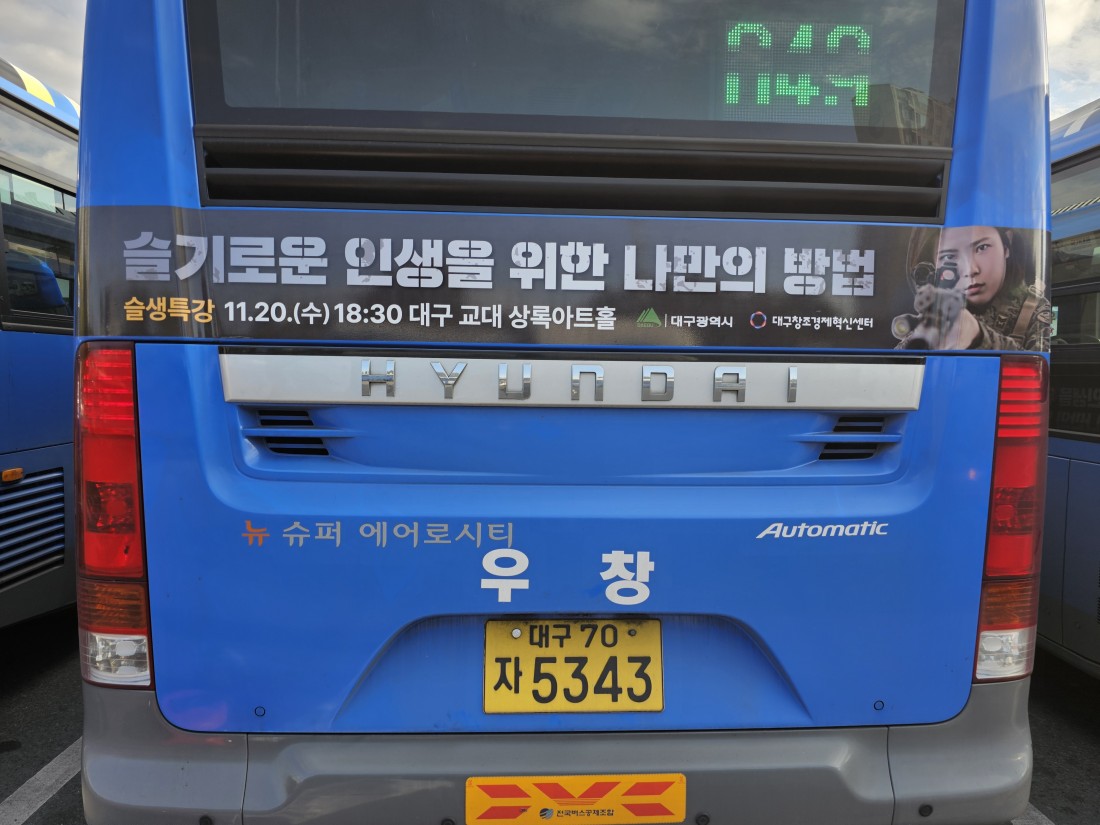 슬기로운 인생을 위한 나만의 방법
슬생특강 11.20.(수) 18:30 대구 교대 상록아트홀 대구광역시 대구창조경제혁신센터
HYUNDAI
뉴 슈퍼 에어로시티 Automatic
우 창
대구 70
자 5343
전국버스공제조합